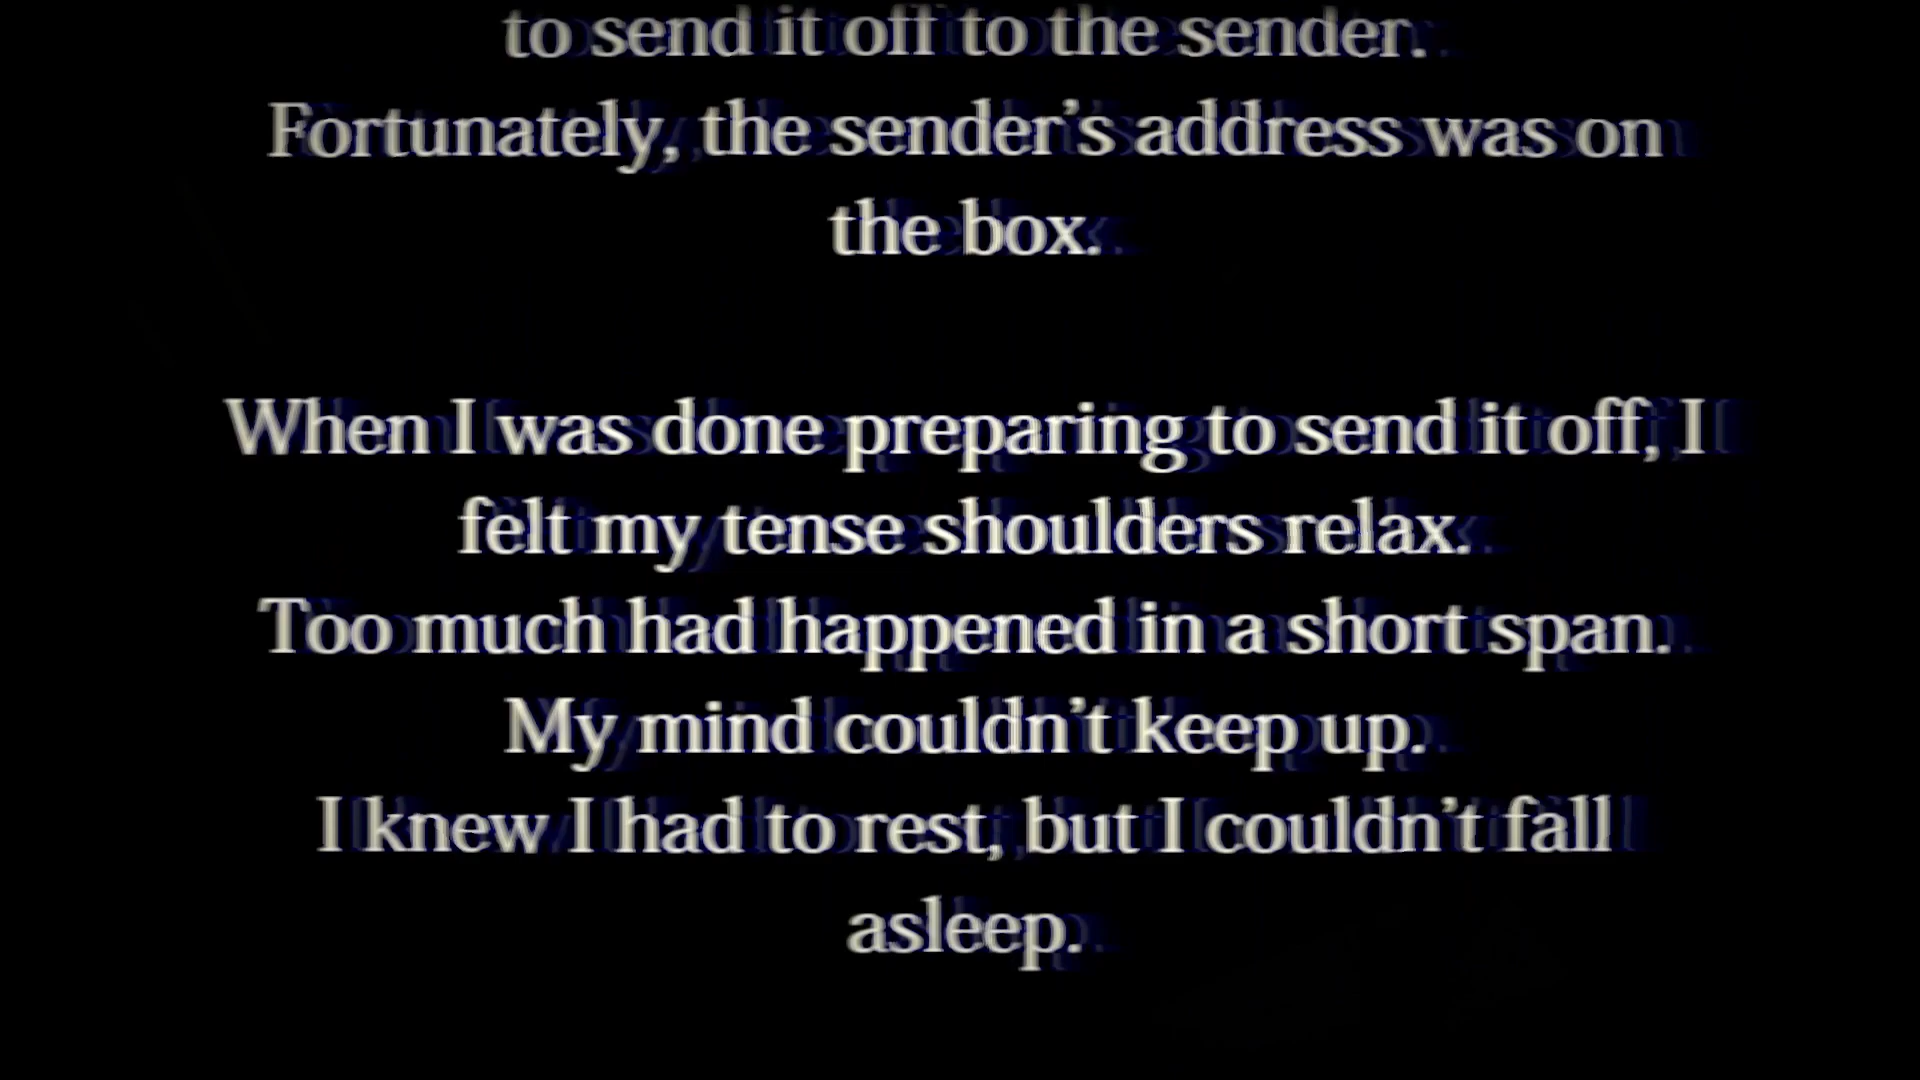 to send it off to the sender.
Fortunately, the sender’s address was on
the box.
When I was done preparing to send it off, I
felt my tense shoulders relax.
Too much had happened in a short span.
My mind couldn’t keep up.
I knew I had to rest, but I couldn’t fall
asleep.